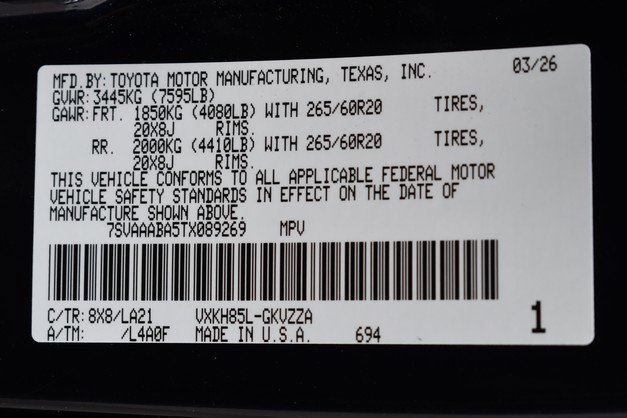 MFD.BY: TOYOTA MOTOR MANUFACTURING, TEXAS, INC. 03/26
GVWR: 3445KG (7595LB)
GAWR: FRT. 1850KG (4080LB) WITH 265/60R20 TIRES,
20X8J RIMS.
RR. 2000KG (4410LB) WITH 265/60R20 TIRES,
20X8J RIMS.
THIS VEHICLE CONFORMS TO ALL APPLICABLE FEDERAL MOTOR
VEHICLE SAFETY STANDARDS IN EFFECT ON THE DATE OF
MANUFACTURE SHOWN ABOVE.
7SVAAABA5TX089269 MPV
C/TR: 8X8/LA21 VXKH85L-GKVZZA
A/TM: /L4A0F MADE IN U.S.A. 694
1